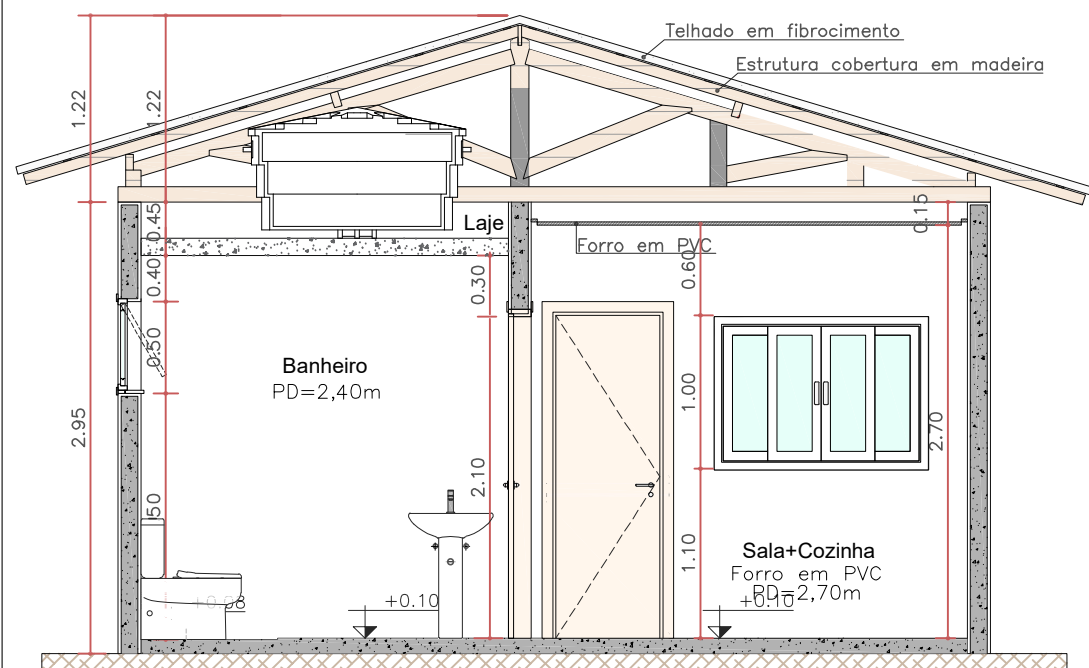 Telhado em fibrocimento
Estrutura cobertura em madeira
1.22
1.22
0.45
Laje
0.15
Forro em PVC
0.40
0.30
0.60
0.50
Banheiro
PD=2,40m
1.00
2.95
2.70
2.10
.50
1.10
Sala+Cozinha
Forro em PVC
PD=2,70m
+0.08
+0.10
+0.10